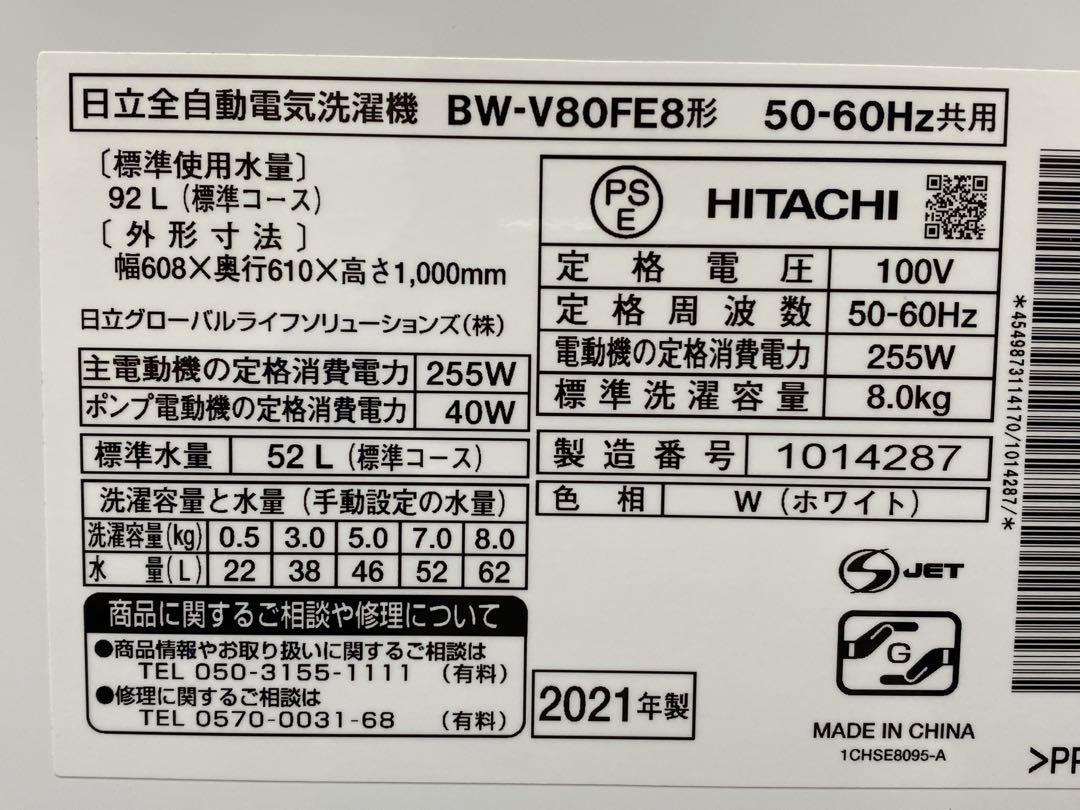 日立全自動電気洗濯機 BW-V80FE8形 50-60Hz共用
〔標準使用水量〕
92 L (標準コース)
〔外形寸法〕
幅608×奥行610×高さ1,000mm
日立グローバルライフソリューションズ(株)
主電動機の定格消費電力 255W
ポンプ電動機の定格消費電力 40W
標準水量 52 L (標準コース)
洗濯容量と水量 (手動設定の水量)
洗濯容量(kg) 0.5 3.0 5.0 7.0 8.0
水量(L) 22 38 46 52 62
商品に関するご相談や修理について
●商品情報やお取り扱いに関するご相談は
TEL 050-3155-1111 (有料)
●修理に関するご相談は
TEL 0570-0031-68 (有料)
PS E HITACHI
定格電圧 100V
定格周波数 50-60Hz
電動機の定格消費電力 255W
標準洗濯容量 8.0kg
製造番号 1014287
色相 W (ホワイト)
S JET
G
2021年製
MADE IN CHINA
1CHSE8095-A
*4549873114170/1014287/*
>PP